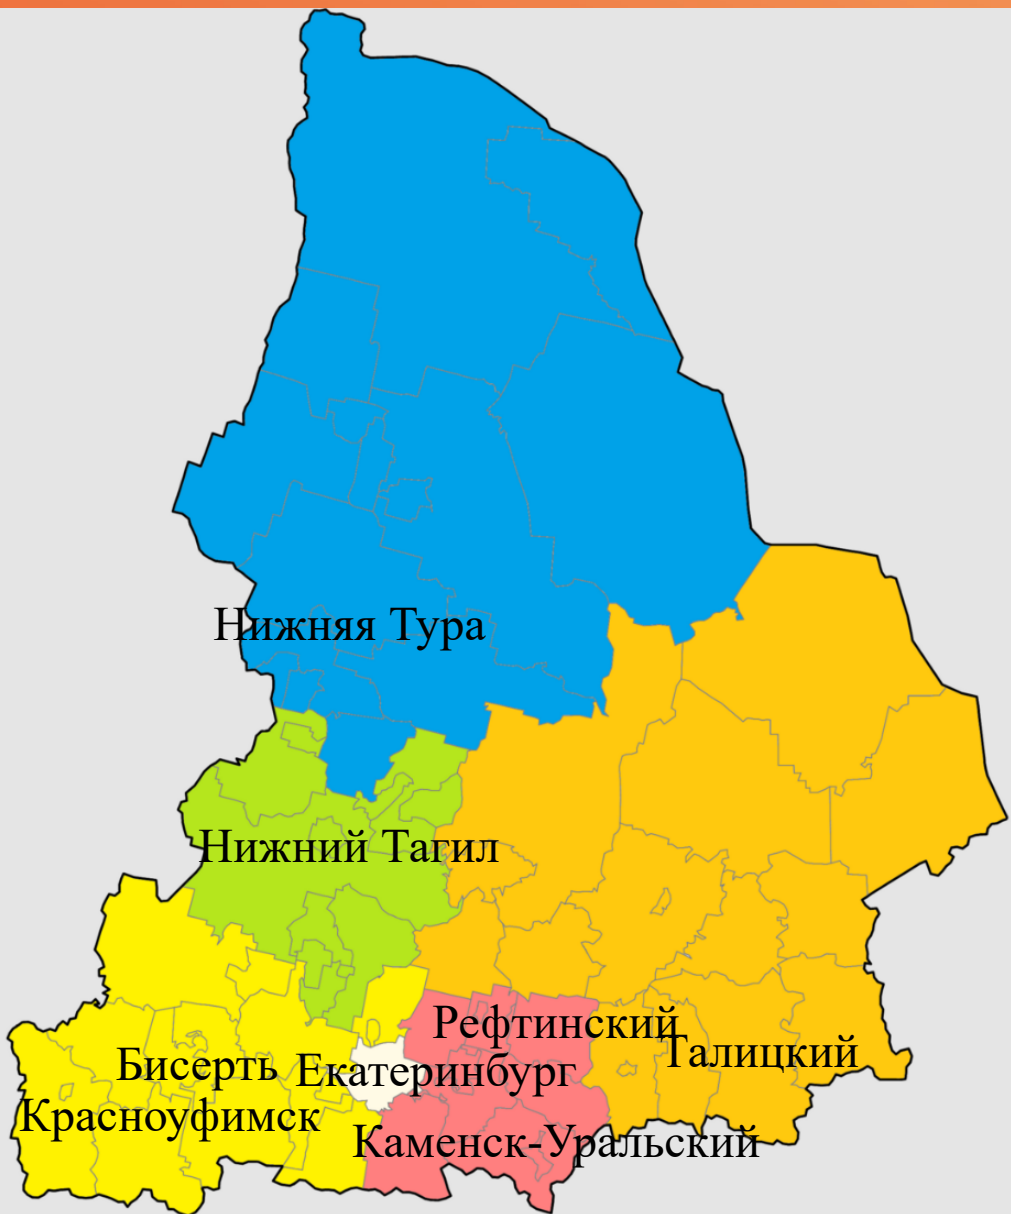 Нижняя Тура
Нижний Тагил
Рефтинский
Талицкий
Бисерть
Екатеринбург
Красноуфимск
Каменск-Уральский